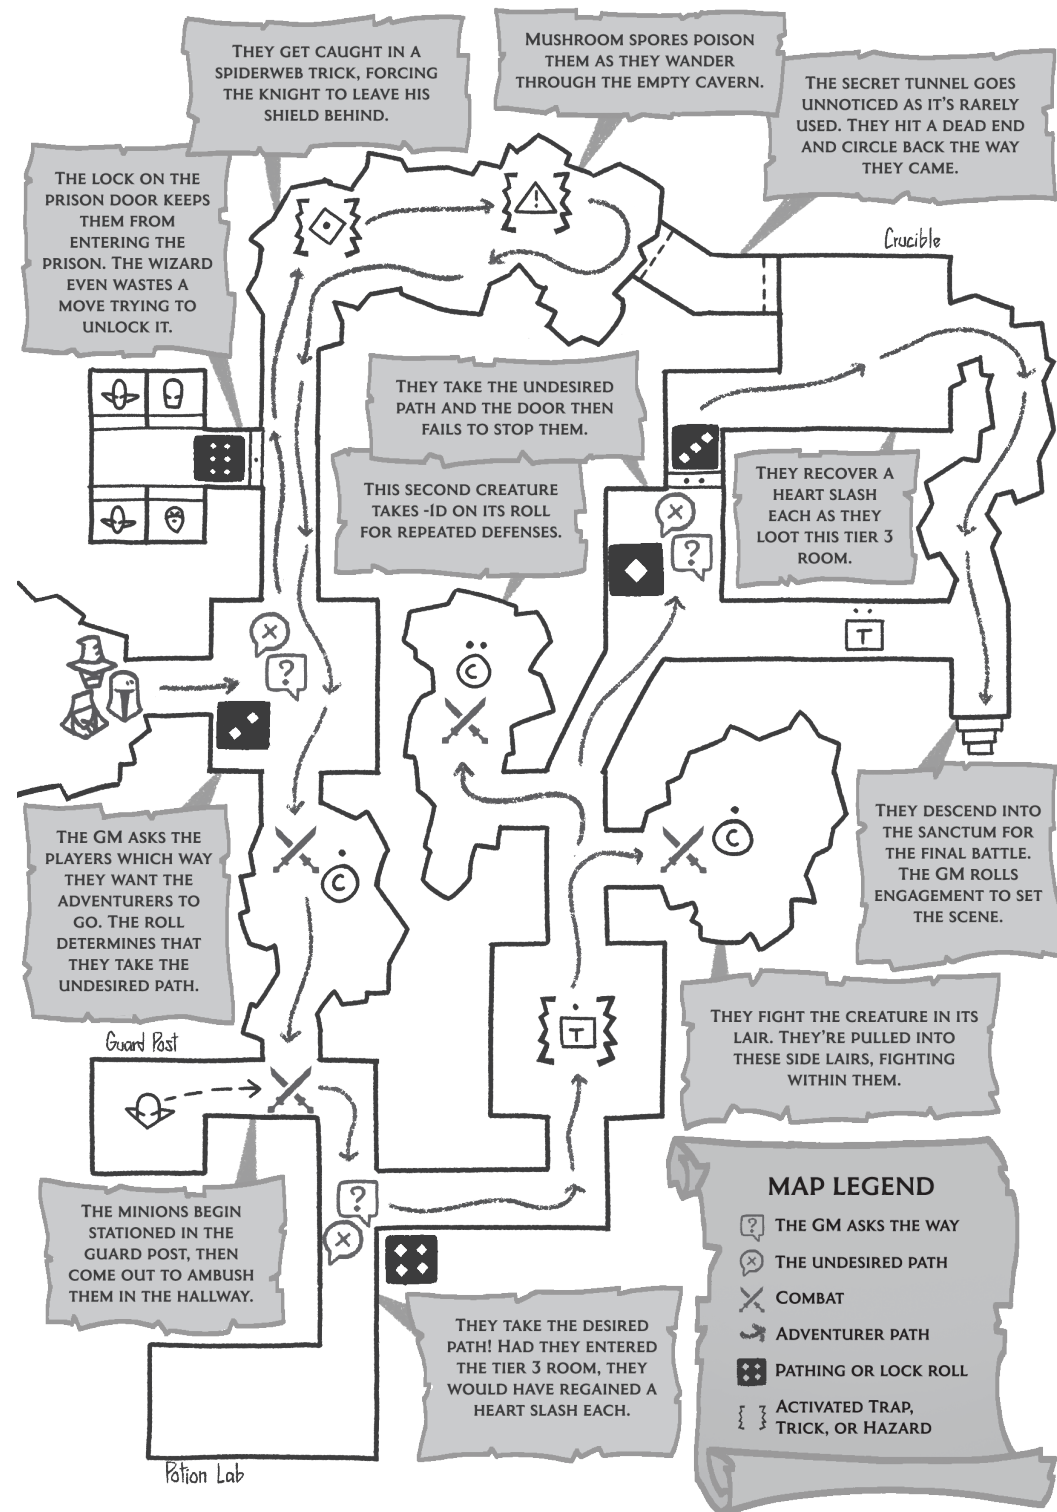 THEY GET CAUGHT IN A
SPIDERWEB TRICK, FORCING
THE KNIGHT TO LEAVE HIS
SHIELD BEHIND.
MUSHROOM SPORES POISON
THEM AS THEY WANDER
THROUGH THE EMPTY CAVERN.
THE SECRET TUNNEL GOES
UNNOTICED AS IT'S RARELY
USED. THEY HIT A DEAD END
AND CIRCLE BACK THE WAY
THEY CAME.
THE LOCK ON THE
PRISON DOOR KEEPS
THEM FROM
ENTERING THE
PRISON. THE WIZARD
EVEN WASTES A
MOVE TRYING TO
UNLOCK IT.
Crucible
THEY TAKE THE UNDESIRED
PATH AND THE DOOR THEN
FAILS TO STOP THEM.
THIS SECOND CREATURE
TAKES -1D ON ITS ROLL
FOR REPEATED DEFENSES.
THEY RECOVER A
HEART SLASH
EACH AS THEY
LOOT THIS TIER 3
ROOM.
?
T
?
C
THE GM ASKS THE
PLAYERS WHICH WAY
THEY WANT THE
ADVENTURERS TO
GO. THE ROLL
DETERMINES THAT
THEY TAKE THE
UNDESIRED PATH.
C
C
THEY DESCEND INTO
THE SANCTUM FOR
THE FINAL BATTLE.
THE GM ROLLS
ENGAGEMENT TO SET
THE SCENE.
T
THEY FIGHT THE CREATURE IN ITS
LAIR. THEY'RE PULLED INTO
THESE SIDE LAIRS, FIGHTING
WITHIN THEM.
Guard Post
THE MINIONS BEGIN
STATIONED IN THE
GUARD POST, THEN
COME OUT TO AMBUSH
THEM IN THE HALLWAY.
?
THEY TAKE THE DESIRED
PATH! HAD THEY ENTERED
THE TIER 3 ROOM, THEY
WOULD HAVE REGAINED A
HEART SLASH EACH.
Potion Lab
MAP LEGEND
? THE GM ASKS THE WAY
THE UNDESIRED PATH
COMBAT
ADVENTURER PATH
PATHING OR LOCK ROLL
ACTIVATED TRAP,
TRICK, OR HAZARD